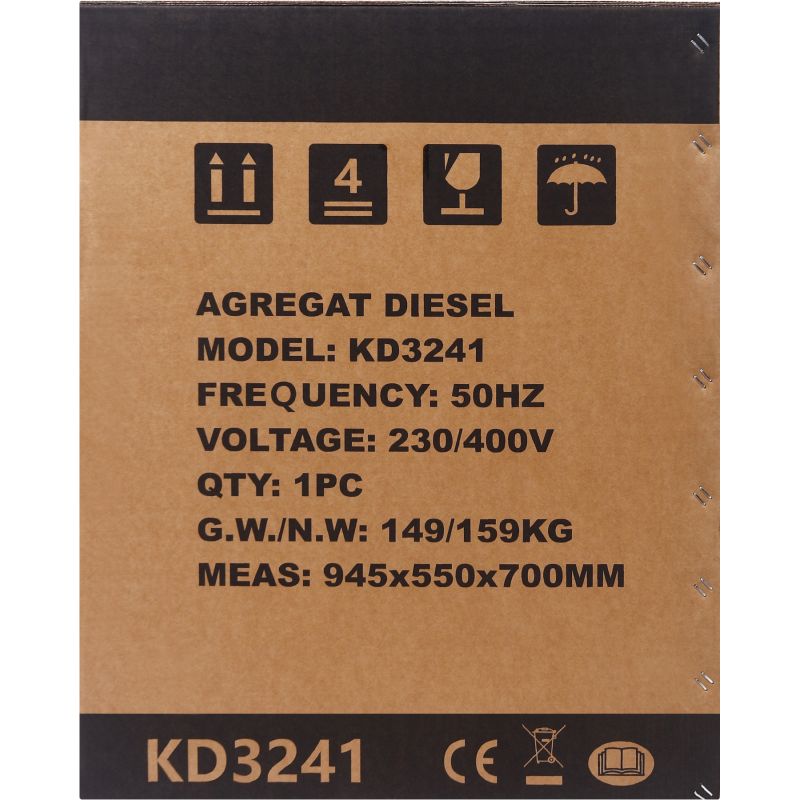 4
AGREGAT DIESEL
MODEL: KD3241
FREQUENCY: 50HZ
VOLTAGE: 230/400V
QTY: 1PC
G.W./N.W: 149/159KG
MEAS: 945x550x700MM
KD3241 CE